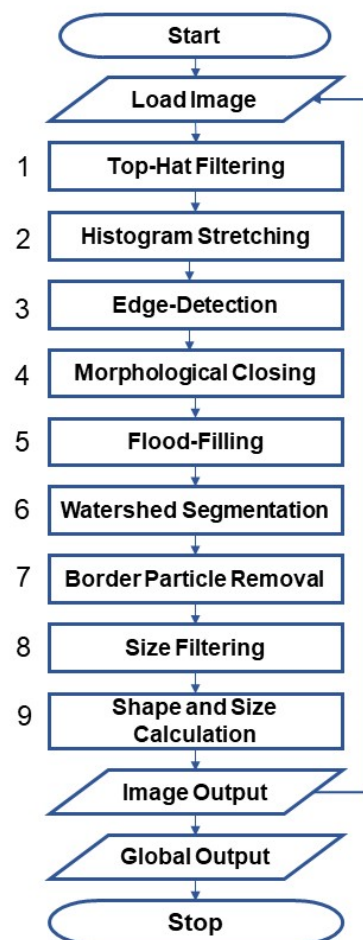 Start
Load Image
1 Top-Hat Filtering
2 Histogram Stretching
3 Edge-Detection
4 Morphological Closing
5 Flood-Filling
6 Watershed Segmentation
7 Border Particle Removal
8 Size Filtering
9 Shape and Size
Calculation
Image Output
Global Output
Stop